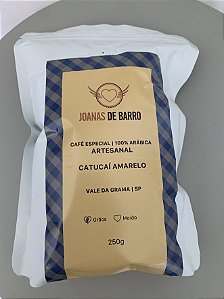 JOANAS DE BARRO
CAFÉ ESPECIAL | 100% ARÁBICA
ARTESANAL
CATUCAÍ AMARELO
VALE DA GRAMA | SP
Grãos Moído
250g